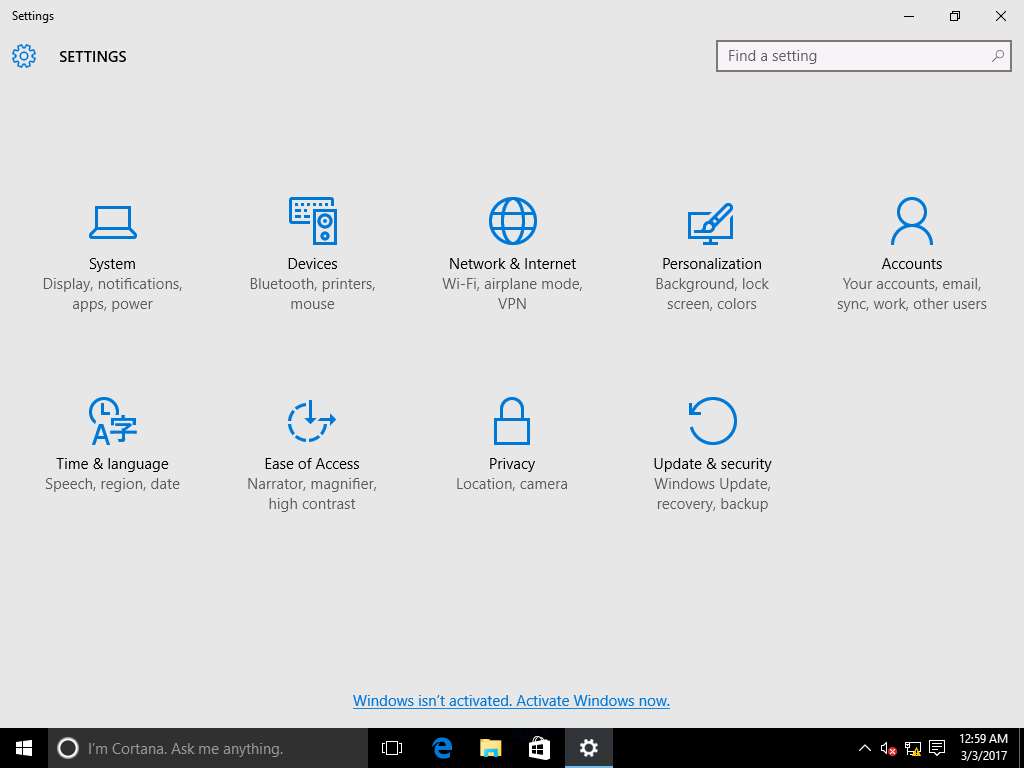 Settings
SETTINGS
Find a setting
System
Display, notifications,
apps, power
Devices
Bluetooth, printers,
mouse
Network & Internet
Wi-Fi, airplane mode,
VPN
Personalization
Background, lock
screen, colors
Accounts
Your accounts, email,
sync, work, other users
A字
Time & language
Speech, region, date
Ease of Access
Narrator, magnifier,
high contrast
Privacy
Location, camera
Update & security
Windows Update,
recovery, backup
Windows isn't activated. Activate Windows now.
I'm Cortana. Ask me anything.
12:59 AM
3/3/2017